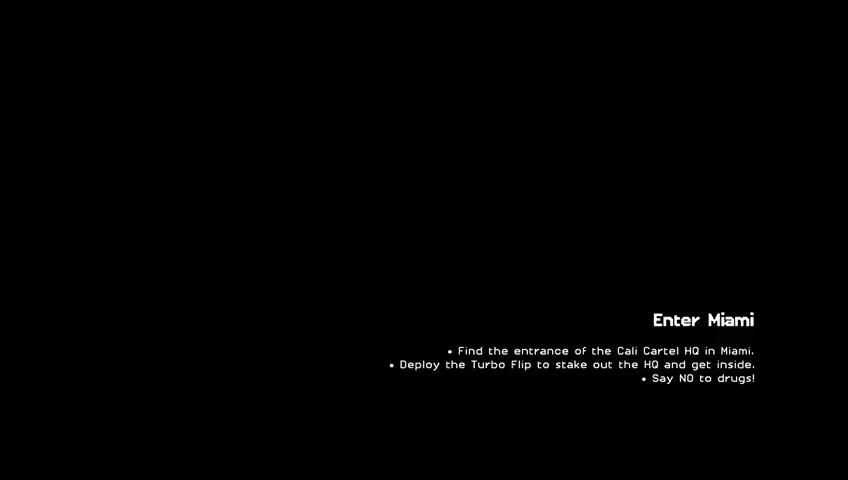 Enter Miami
• Find the entrance of the Cali Cartel HQ in Miami.
• Deploy the Turbo Flip to stake out the HQ and get inside.
• Say NO to drugs!